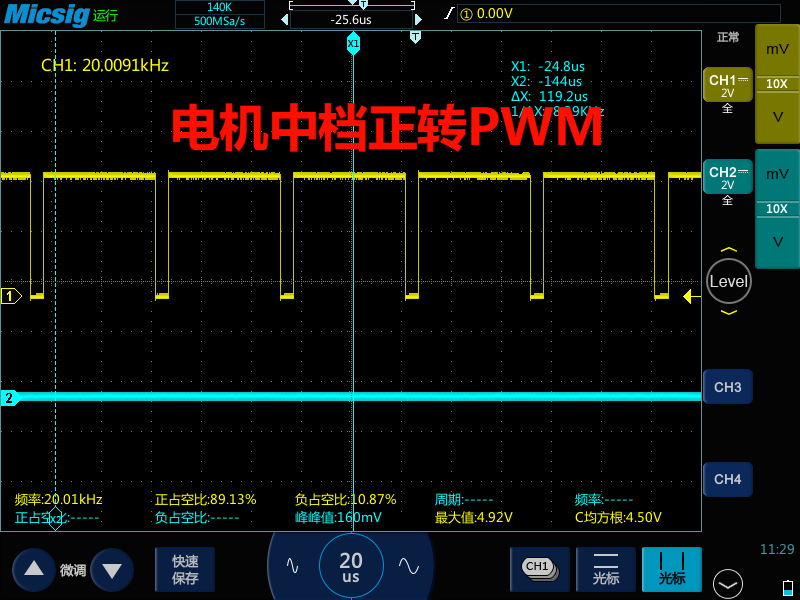 Micsig 运行
140K
500MSa/s
T
-25.6us
① 0.00V
X1
T
正常
CH1: 20.0091kHz
X1: -24.8us
X2: -144us
ΔX: 119.2us
电机中档正转PWM
CH1
2V
全
mV
10X
V
CH2
2V
全
mV
10X
V
1
Level
2
CH3
CH4
频率:20.01kHz
正占空比:89.13%
负占空比:10.87%
周期:-----
频率:-----
正占空比:-----
X2
负占空比:-----
峰峰值:160mV
最大值:4.92V
C均方根:4.50V
微调
快速
保存
20
us
CH1
光标
光标
11:29